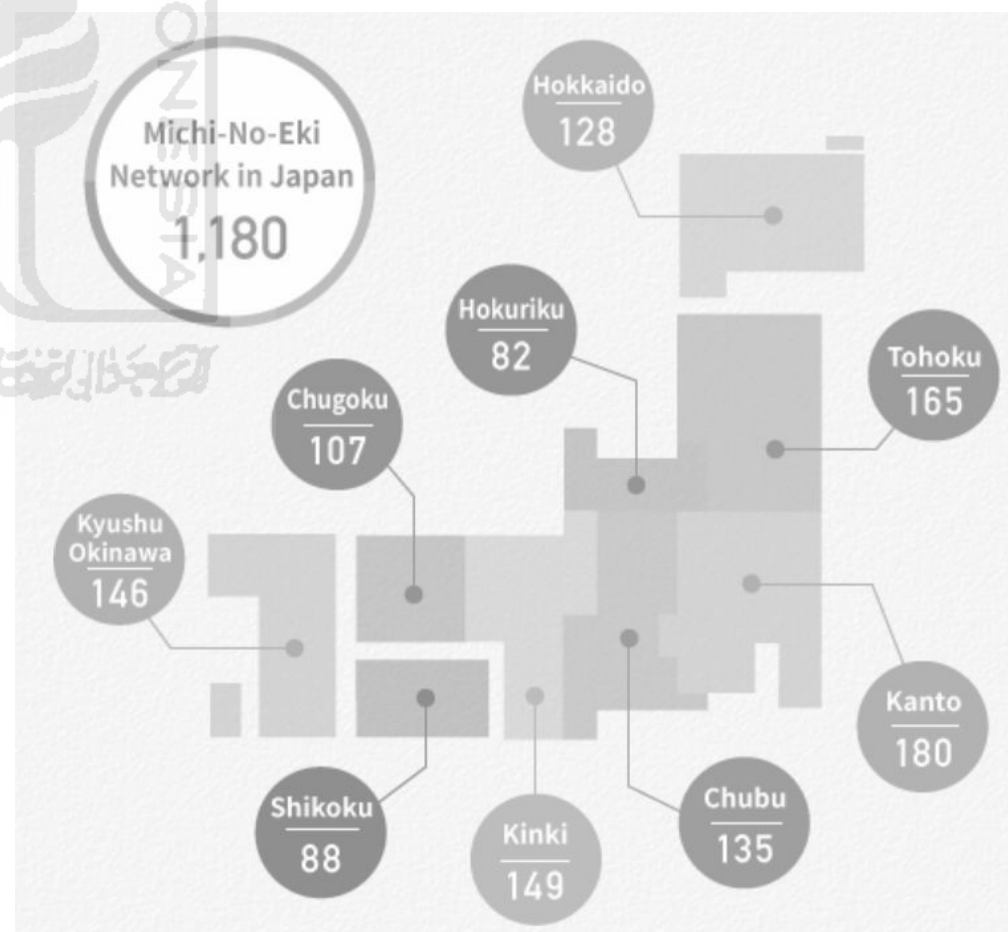 Michi-No-Eki
Network in Japan
1,180
Hokkaido
128
Hokuriku
82
Tohoku
165
Chugoku
107
Kyushu
Okinawa
146
Kanto
180
Shikoku
88
Kinki
149
Chubu
135
ONESIA